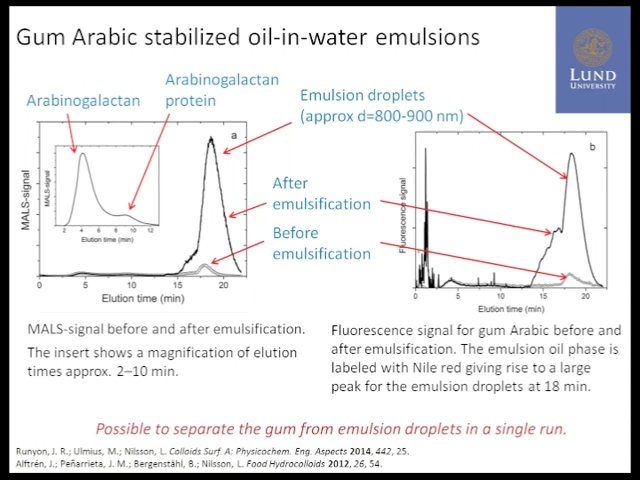 Gum Arabic stabilized oil-in-water emulsions
LUND
UNIVERSITY
Arabinogalactan
Arabinogalactan
protein
Emulsion droplets
(approx d=800-900 nm)
After
emulsification
Before
emulsification
a
MALS-signal
MALS-signal
2 4 6 8 10 12
Elution time (min)
0 5 10 15 20
Elution time (min)
b
Fluorescence signal
0 5 10 15 20
Elution time (min)
MALS-signal before and after emulsification.
The insert shows a magnification of elution
times approx. 2–10 min.
Fluorescence signal for gum Arabic before and
after emulsification. The emulsion oil phase is
labeled with Nile red giving rise to a large
peak for the emulsion droplets at 18 min.
Possible to separate the gum from emulsion droplets in a single run.
Runyon, J. R.; Ulmius, M.; Nilsson, L. Colloids Surf. A: Physicochem. Eng. Aspects 2014, 442, 25.
Alftrén, J.; Peñarrieta, J. M.; Bergenståhl, B.; Nilsson, L. Food Hydrocolloids 2012, 26, 54.